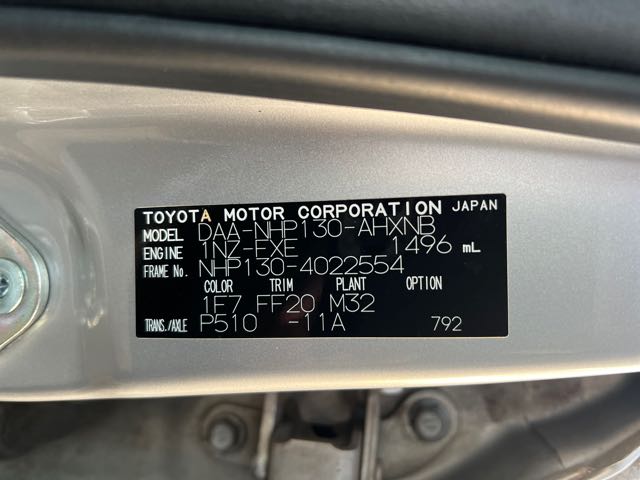 TOYOTA MOTOR CORPORATION JAPAN
MODEL DAA-NHP130-AHXNB
ENGINE 1NZ-FXE 1496 mL
FRAME No. NHP130-4022554
COLOR TRIM PLANT OPTION
1F7 FF20 M32
TRANS./AXLE P510 -11A 792